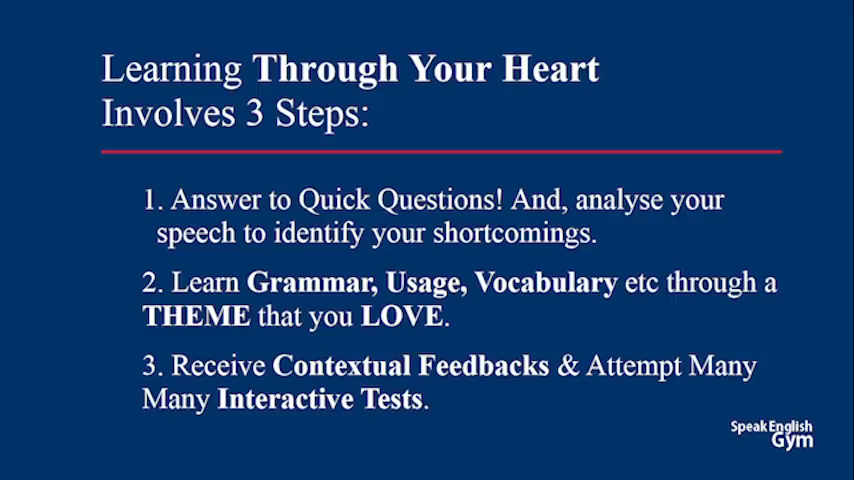 Learning Through Your Heart
Involves 3 Steps:
1. Answer to Quick Questions! And, analyse your
speech to identify your shortcomings.
2. Learn Grammar, Usage, Vocabulary etc through a
THEME that you LOVE.
3. Receive Contextual Feedbacks & Attempt Many
Many Interactive Tests.
Speak English
Gym